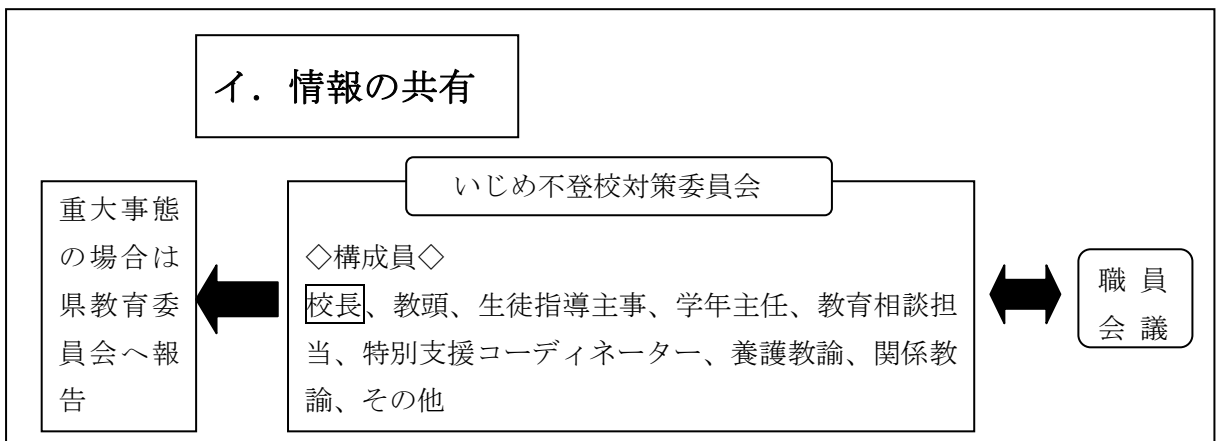 イ．情報の共有
いじめ不登校対策委員会
重大事態
の場合は
県教育委
員会へ報
告
◇構成員◇
校長、教頭、生徒指導主事、学年主任、教育相談担
当、特別支援コーディネーター、養護教諭、関係教
諭、その他
職員
会議